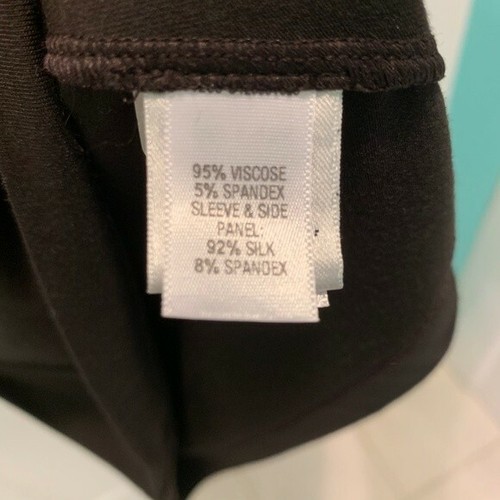 95% VISCOSE
5% SPANDEX
SLEEVE & SIDE
PANEL:
92% SILK
8% SPANDEX